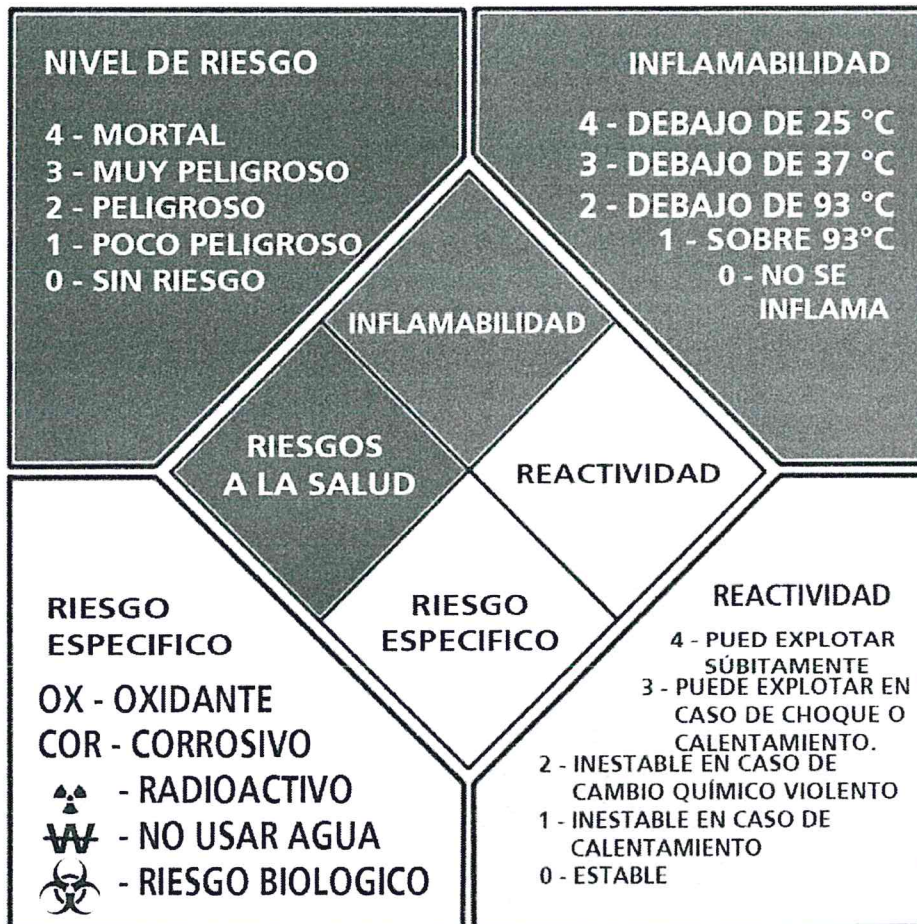 NIVEL DE RIESGO
4 - MORTAL
3 - MUY PELIGROSO
2 - PELIGROSO
1 - POCO PELIGROSO
0 - SIN RIESGO
INFLAMABILIDAD
4 - DEBAJO DE 25 °C
3 - DEBAJO DE 37 °C
2 - DEBAJO DE 93 °C
1 - SOBRE 93°C
0 - NO SE
INFLAMA
INFLAMABILIDAD
RIESGOS
A LA SALUD
REACTIVIDAD
RIESGO
ESPECIFICO
RIESGO
ESPECIFICO
OX - OXIDANTE
COR - CORROSIVO
- RADIOACTIVO
W - NO USAR AGUA
- RIESGO BIOLOGICO
REACTIVIDAD
4 - PUED EXPLOTAR
SÚBITAMENTE
3 - PUEDE EXPLOTAR EN
CASO DE CHOQUE O
CALENTAMIENTO.
2 - INESTABLE EN CASO DE
CAMBIO QUÍMICO VIOLENTO
1 - INESTABLE EN CASO DE
CALENTAMIENTO
0 - ESTABLE